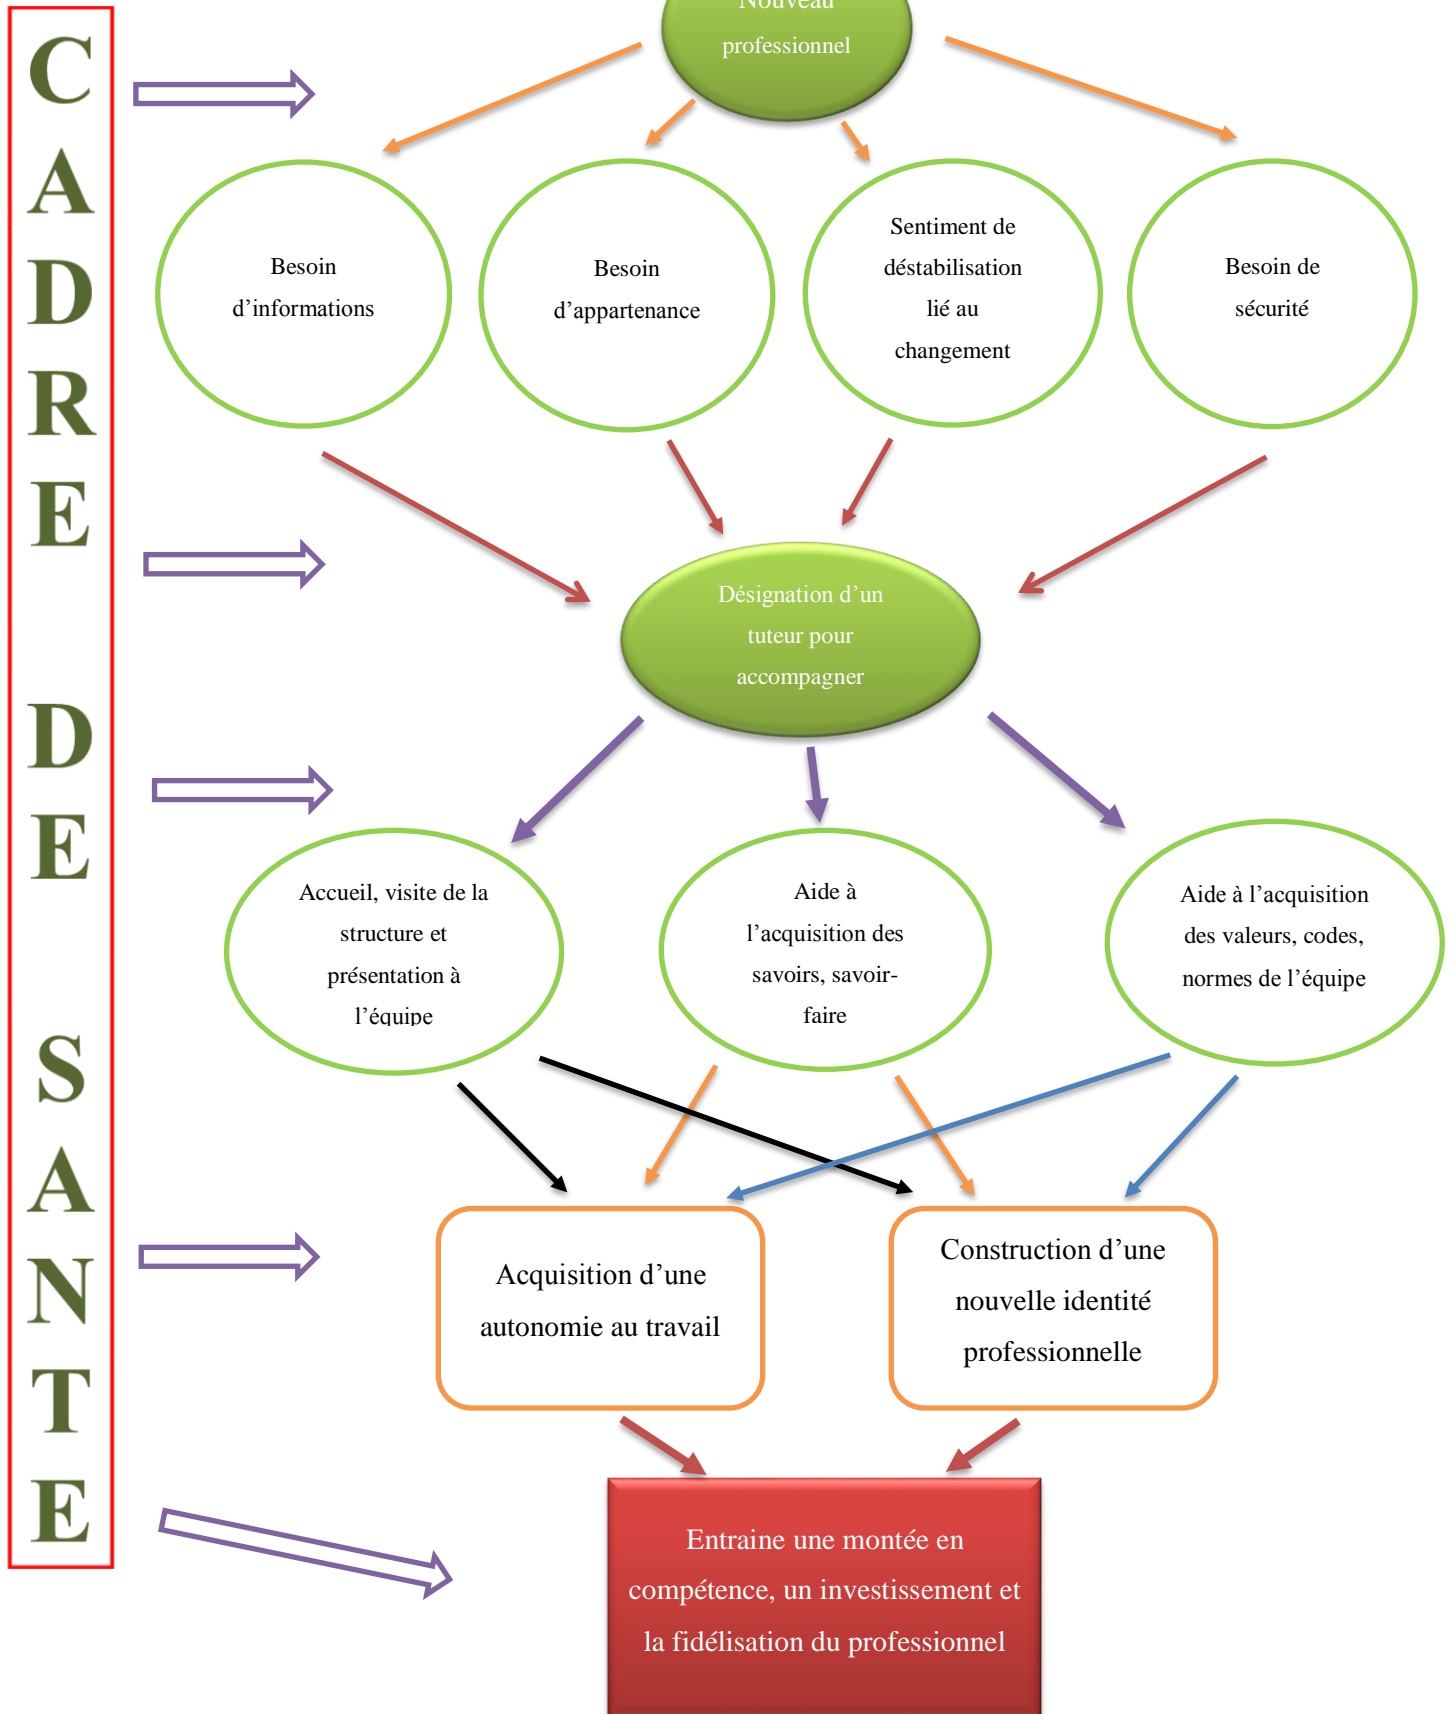 CADRE DE SANTE
Nouveau
professionnel
Besoin
d’informations
Besoin
d’appartenance
Sentiment de
déstabilisation
lié au
changement
Besoin de
sécurité
Désignation d’un
tuteur pour
accompagner
Accueil, visite de la
structure et
présentation à
l’équipe
Aide à
l’acquisition des
savoirs, savoir-
faire
Aide à l’acquisition
des valeurs, codes,
normes de l’équipe
Acquisition d’une
autonomie au travail
Construction d’une
nouvelle identité
professionnelle
Entraine une montée en
compétence, un investissement et
la fidélisation du professionnel